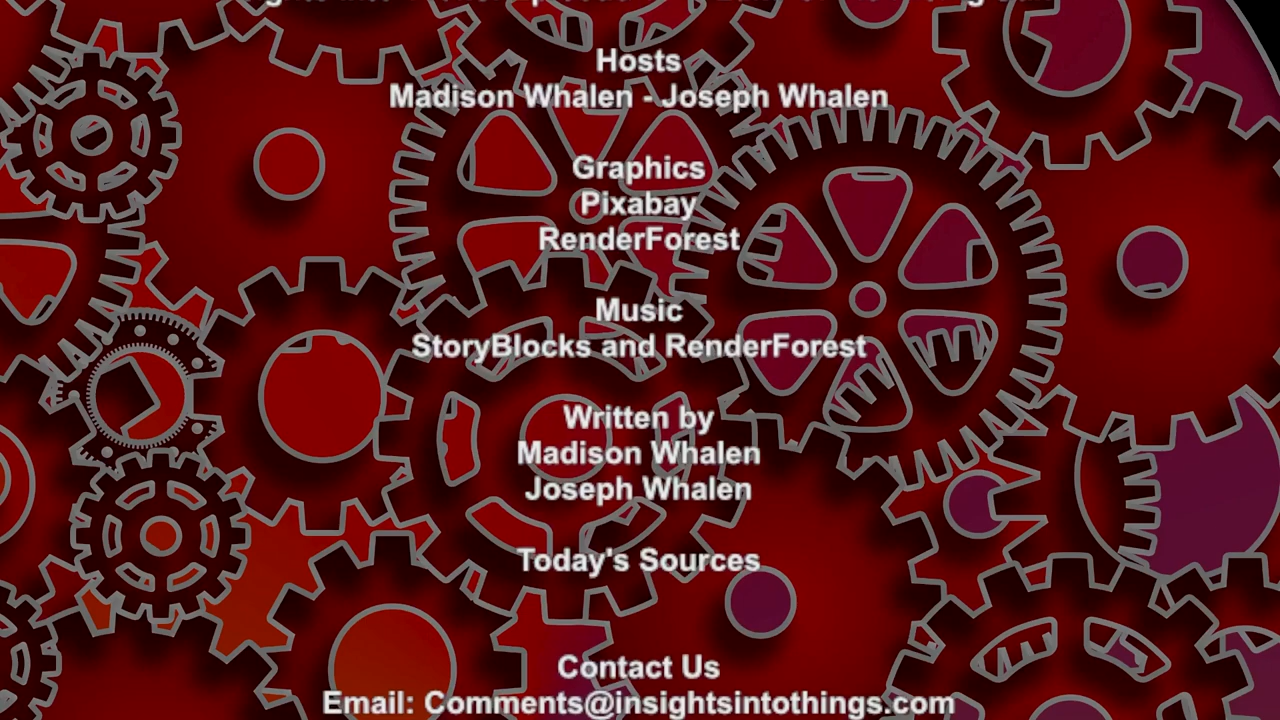 Hosts
Madison Whalen - Joseph Whalen
Graphics
Pixabay
RenderForest
Music
StoryBlocks and RenderForest
Written by
Madison Whalen
Joseph Whalen
Today's Sources
Contact Us
Email: Comments@insightsintothings.com